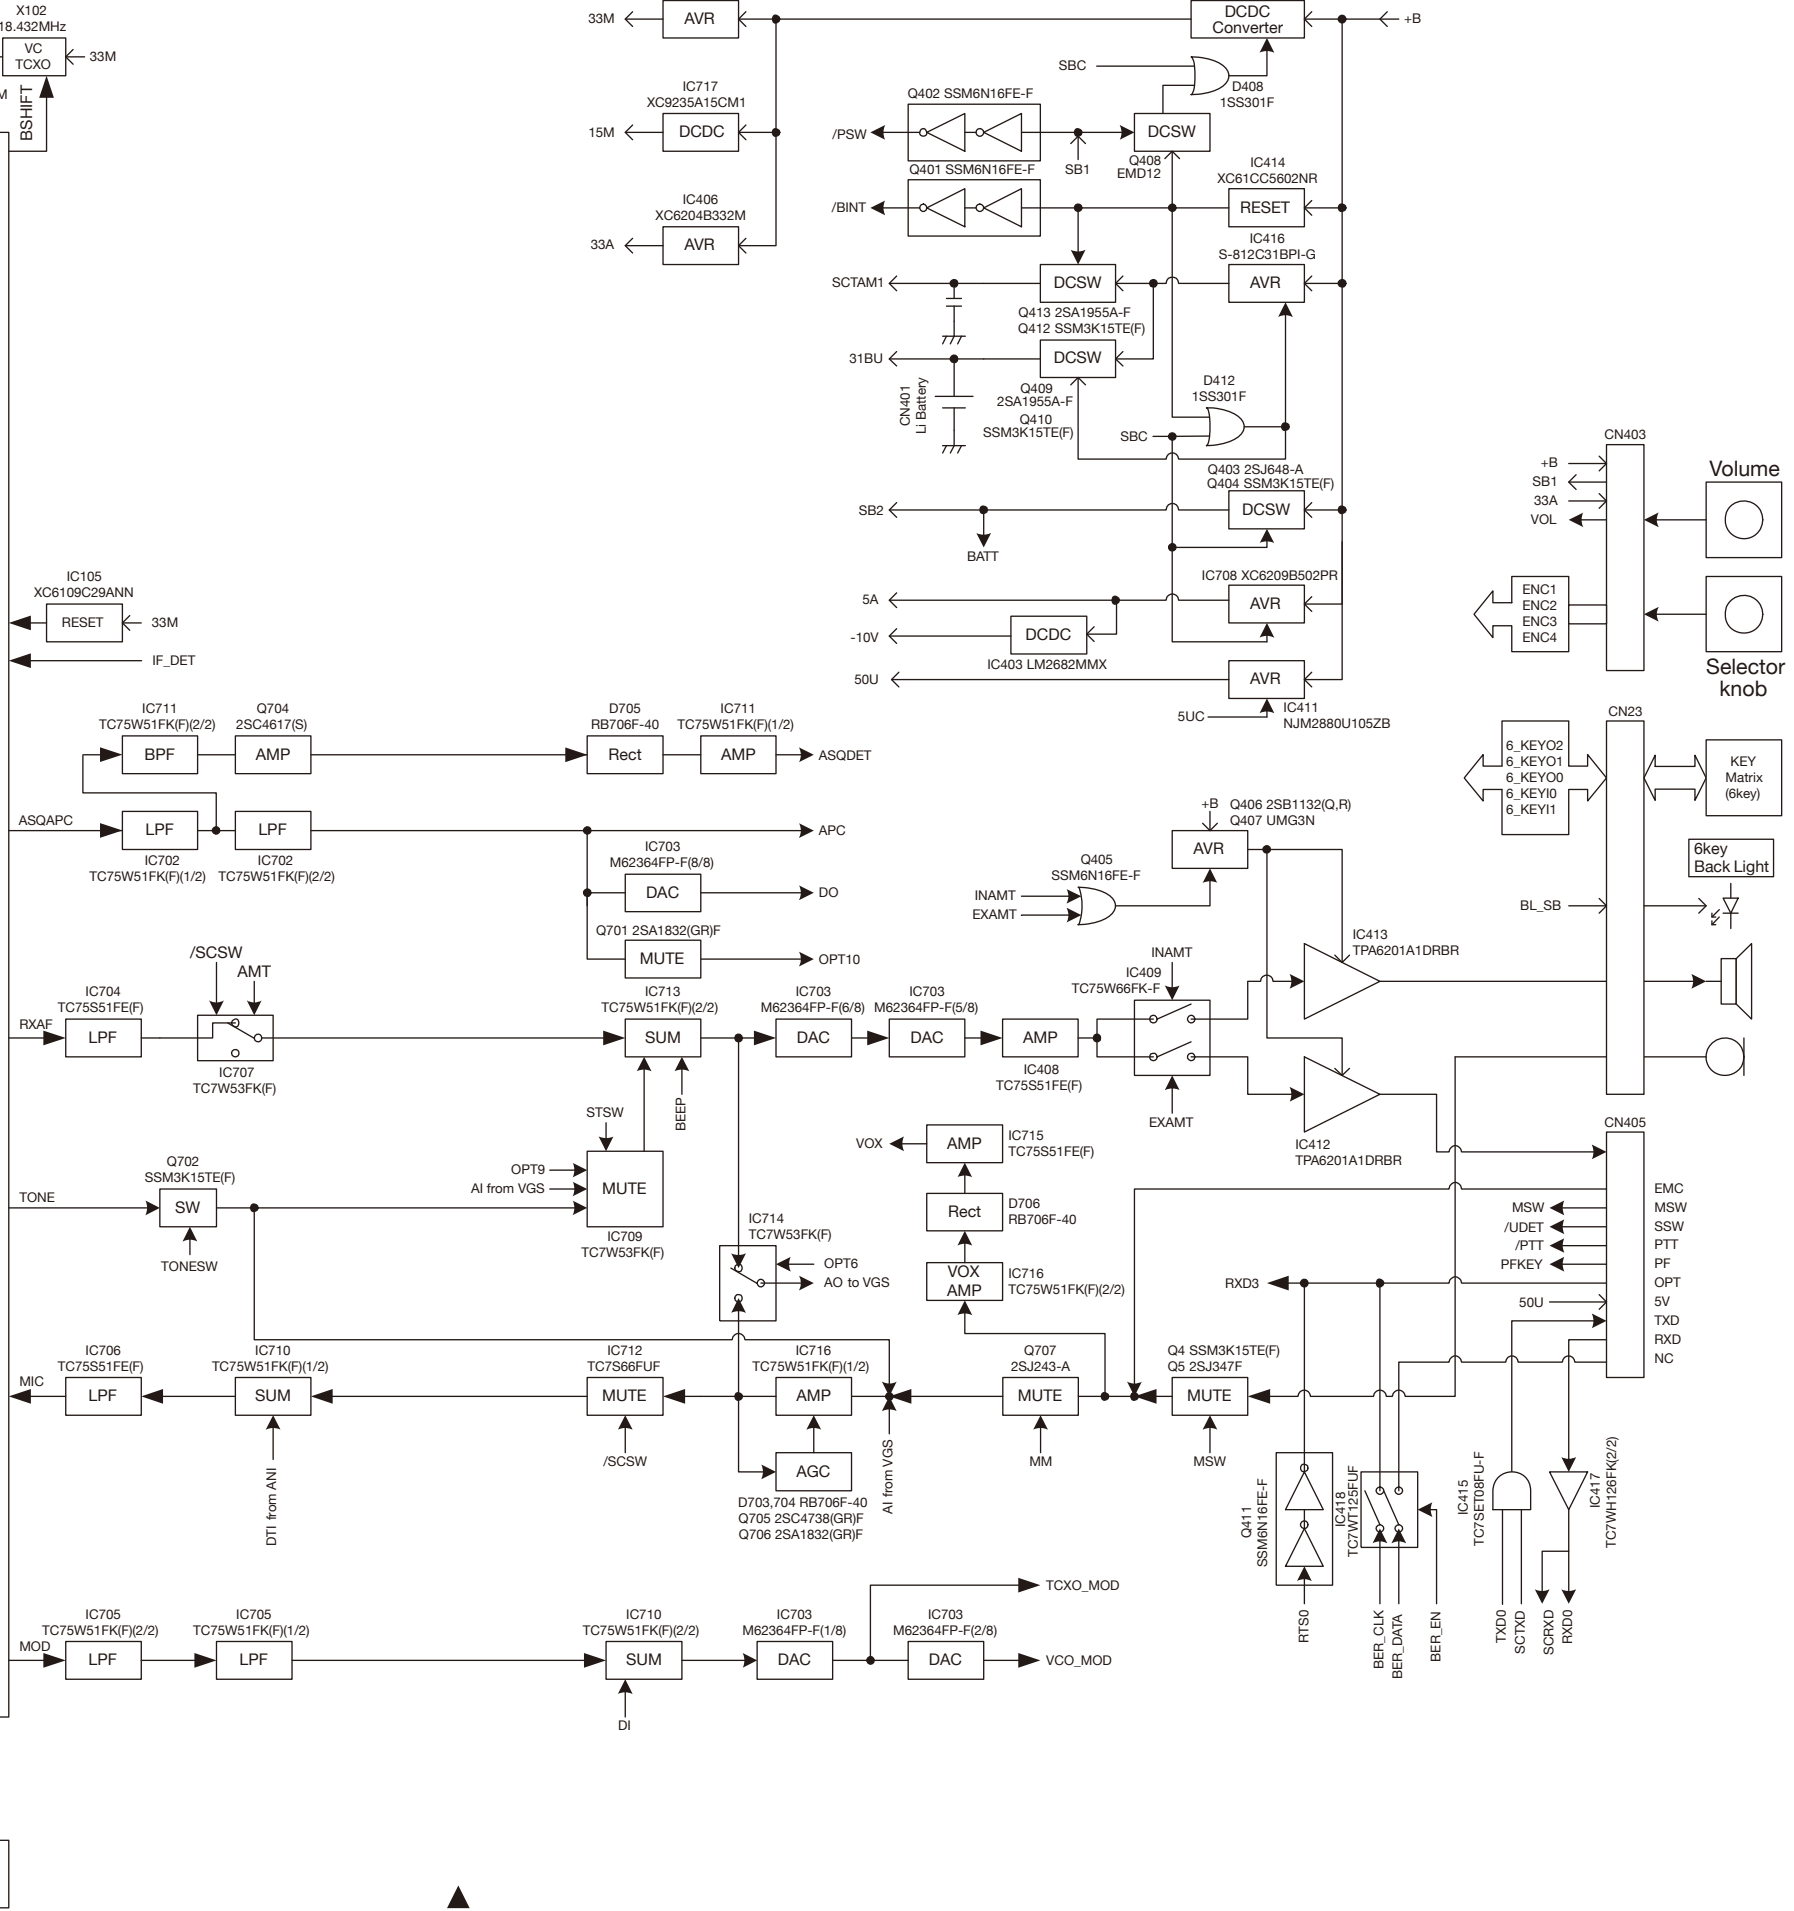 X102
18.432MHz
VC
TCXO
33M
M
BSHIFT
33M
AVR
DCDC
Converter
+B
SBC
D408
1SS301F
IC717
XC9235A15CM1
15M
DCDC
Q402 SSM6N16FE-F
/PSW
SB1
DCSW
Q408
EMD12
Q401 SSM6N16FE-F
/BINT
IC414
XC61CC5602NR
RESET
IC406
XC6204B332M
33A
AVR
IC416
S-812C31BPI-G
SCTAM1
DCSW
AVR
Q413 2SA1955A-F
Q412 SSM3K15TE(F)
31BU
DCSW
CN401
Li Battery
Q409
2SA1955A-F
Q410
SSM3K15TE(F)
D412
1SS301F
SBC
Q403 2SJ648-A
Q404 SSM3K15TE(F)
SB2
DCSW
BATT
IC708 XC6209B502PR
5A
AVR
-10V
DCDC
IC403 LM2682MMX
50U
AVR
5UC
IC411
NJM2880U105ZB
CN403
+B
SB1
33A
VOL
Volume
ENC1
ENC2
ENC3
ENC4
Selector
knob
IC105
XC6109C29ANN
RESET
33M
IF_DET
IC711
TC75W51FK(F)(2/2)
Q704
2SC4617(S)
D705
RB706F-40
IC711
TC75W51FK(F)(1/2)
BPF
AMP
Rect
AMP
ASQDET
ASQAPC
LPF
LPF
APC
IC702
TC75W51FK(F)(1/2)
IC702
TC75W51FK(F)(2/2)
IC703
M62364FP-F(8/8)
DAC
DO
Q701 2SA1832(GR)F
MUTE
OPT10
CN23
6_KEYO2
6_KEYO1
6_KEYO0
6_KEYI0
6_KEYI1
KEY
Matrix
(6key)
6key
Back Light
BL_SB
+B
Q406 2SB1132(Q,R)
Q407 UMG3N
AVR
Q405
SSM6N16FE-F
INAMT
EXAMT
IC413
TPA6201A1DRBR
/SCSW
AMT
IC704
TC75S51FE(F)
RXAF
LPF
IC707
TC7W53FK(F)
IC713
TC75W51FK(F)(2/2)
SUM
IC703
M62364FP-F(6/8)
DAC
IC703
M62364FP-F(5/8)
DAC
AMP
IC408
TC75S51FE(F)
INAMT
IC409
TC75W66FK-F
EXAMT
IC412
TPA6201A1DRBR
BEEP
STSW
OPT9
AI from VGS
MUTE
IC709
TC7W53FK(F)
Q702
SSM3K15TE(F)
TONE
SW
TONESW
VOX
AMP
IC715
TC75S51FE(F)
Rect
D706
RB706F-40
VOX
AMP
IC716
TC75W51FK(F)(2/2)
IC714
TC7W53FK(F)
OPT6
AO to VGS
CN405
EMC
MSW
MSW
/UDET
SSW
/PTT
PTT
PFKEY
PF
RXD3
OPT
50U
5V
TXD
RXD
NC
IC706
TC75S51FE(F)
MIC
LPF
IC710
TC75W51FK(F)(1/2)
SUM
DTI from ANI
IC712
TC7S66FUF
MUTE
/SCSW
IC716
TC75W51FK(F)(1/2)
AMP
AGC
D703,704 RB706F-40
Q705 2SC4738(GR)F
Q706 2SA1832(GR)F
AI from VGS
Q707
2SJ243-A
MUTE
MM
Q4 SSM3K15TE(F)
Q5 2SJ347F
MUTE
MSW
Q411
SSM6N16FE-F
RTS0
IC418
TC7WT125FUF
BER_CLK
BER_DATA
BER_EN
IC415
TC7SET08FU-F
TXD0
SCTXD
IC417
TC7WH126FK(2/2)
SCRXD
RXD0
IC705
TC75W51FK(F)(2/2)
MOD
LPF
IC705
TC75W51FK(F)(1/2)
LPF
IC710
TC75W51FK(F)(2/2)
SUM
DI
IC703
M62364FP-F(1/8)
DAC
IC703
M62364FP-F(2/8)
DAC
TCXO_MOD
VCO_MOD